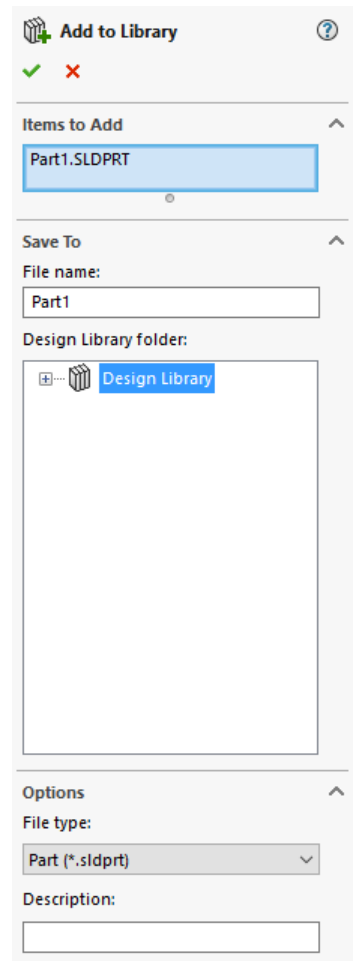 Add to Library
Items to Add
Part1.SLDPRT
Save To
File name:
Part1
Design Library folder:
Design Library
Options
File type:
Part (*.sldprt)
Description: